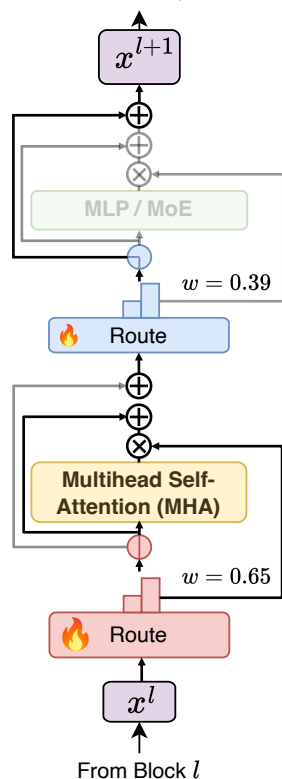 x^{l+1}
MLP / MoE
w = 0.39
Route
Multihead Self-
Attention (MHA)
w = 0.65
Route
x^l
From Block l